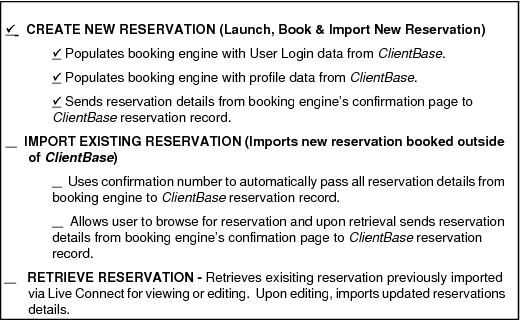 ✓ CREATE NEW RESERVATION (Launch, Book & Import New Reservation)
✓ Populates booking engine with User Login data from ClientBase.
✓ Populates booking engine with profile data from ClientBase.
✓ Sends reservation details from booking engine's confirmation page to
ClientBase reservation record.
_ IMPORT EXISTING RESERVATION (Imports new reservation booked outside
of ClientBase)
_ Uses confirmation number to automatically pass all reservation details from
booking engine to ClientBase reservation record.
_ Allows user to browse for reservation and upon retrieval sends reservation
details from booking engine's confimation page to ClientBase reservation
record.
_ RETRIEVE RESERVATION - Retrieves exisiting reservation previously imported
via Live Connect for viewing or editing. Upon editing, imports updated reservations
details.